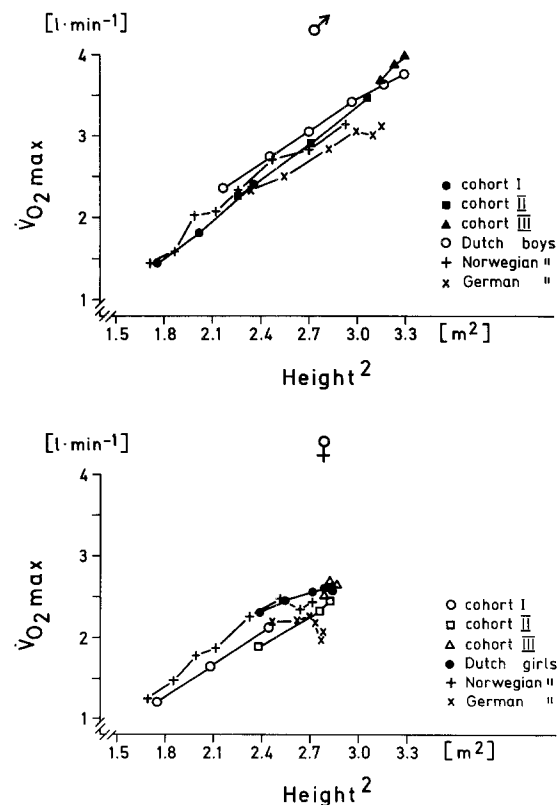 [l·min⁻¹]
♂
4
3
2
1
V̇O₂ max
cohort I
cohort II
cohort III
Dutch boys
Norwegian "
German "
1.5 1.8 2.1 2.4 2.7 3.0 3.3 [m²]
Height²
[l·min⁻¹]
♀
4
3
2
1
V̇O₂ max
cohort I
cohort II
cohort III
Dutch girls
Norwegian "
German "
1.5 1.8 2.1 2.4 2.7 3.0 3.3 [m²]
Height²